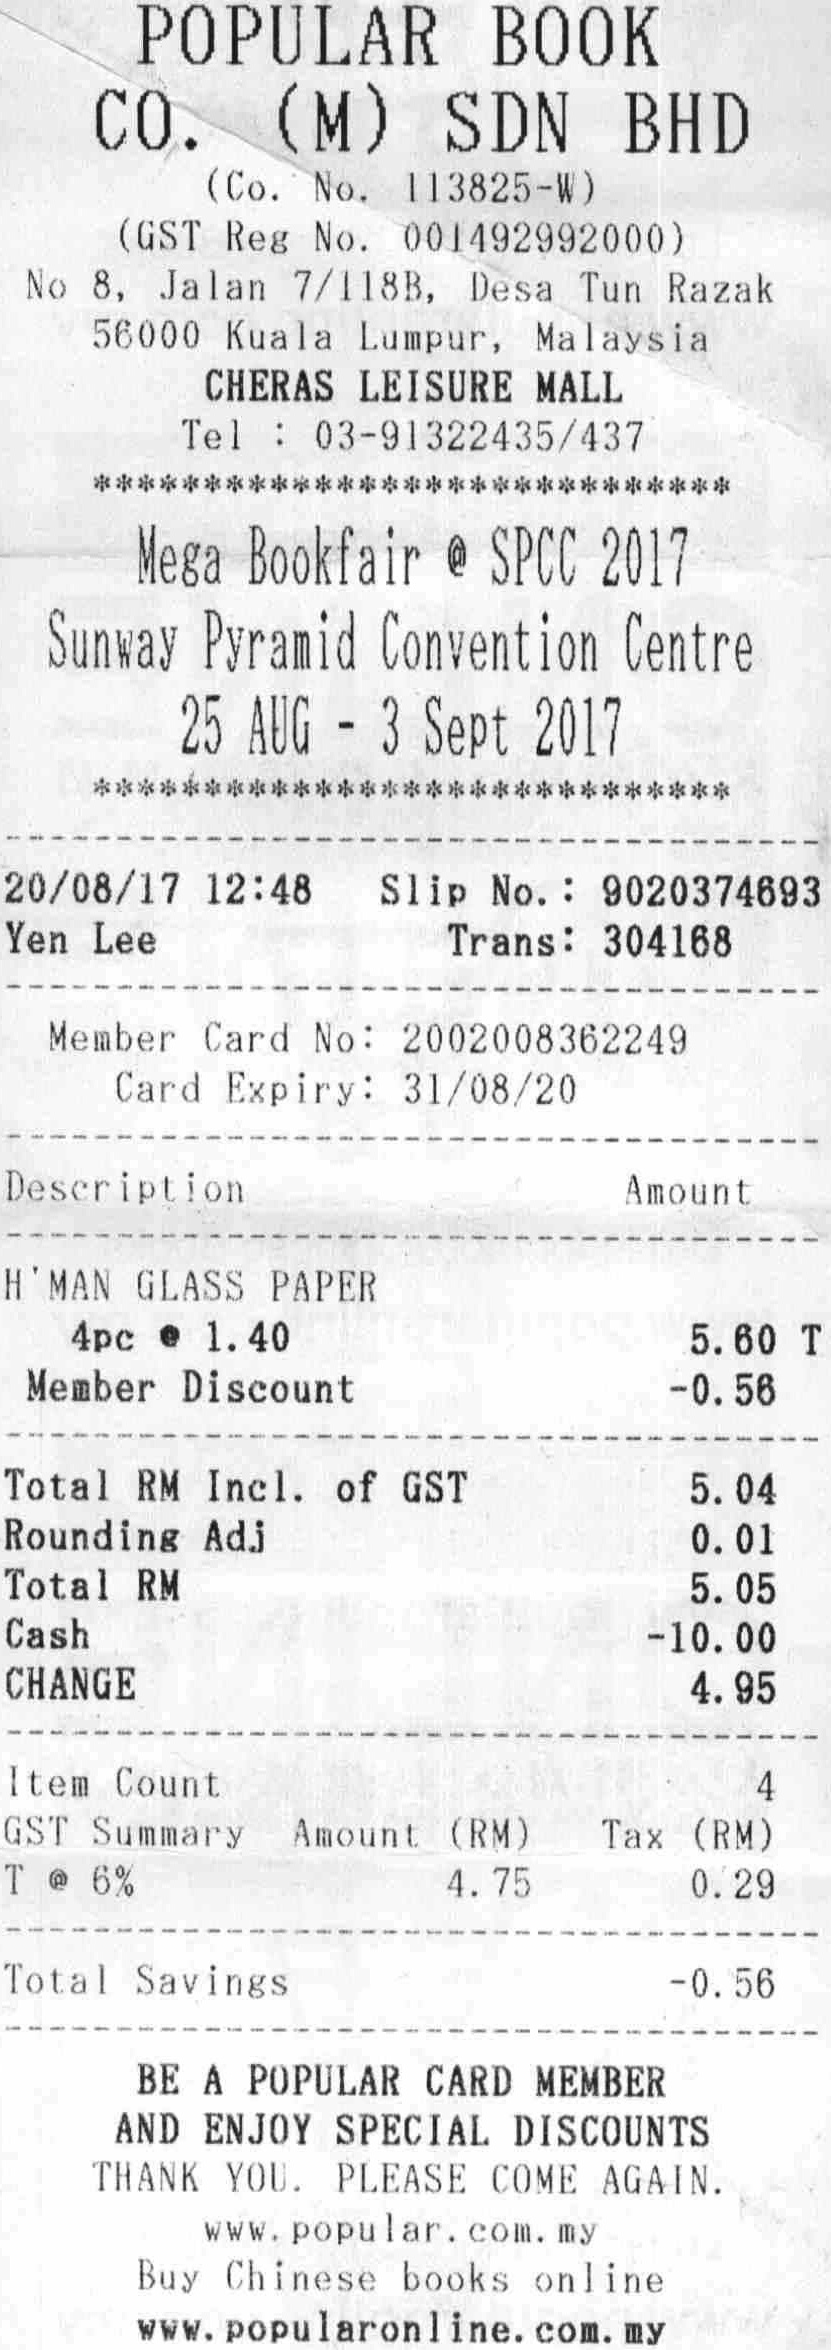 POPULAR BOOK
CO. (M) SDN BHD
(Co. No. 113825-W)
(GST Reg No. 001492992000)
No 8, Jalan 7/118B, Desa Tun Razak
56000 Kuala Lumpur, Malaysia
CHERAS LEISURE MALL
Tel : 03-91322435/437
*****************************
Mega Bookfair @ SPCC 2017
Sunway Pyramid Convention Centre
25 AUG - 3 Sept 2017
*****************************
20/08/17 12:48 Slip No.: 9020374693
Yen Lee Trans: 304168
Member Card No: 2002008362249
Card Expiry: 31/08/20
Description Amount
H'MAN GLASS PAPER
4pc @ 1.40 5.60 T
Member Discount -0.56
Total RM Incl. of GST 5.04
Rounding Adj 0.01
Total RM 5.05
Cash -10.00
CHANGE 4.95
Item Count 4
GST Summary Amount (RM) Tax (RM)
T @ 6% 4.75 0.29
Total Savings -0.56
BE A POPULAR CARD MEMBER
AND ENJOY SPECIAL DISCOUNTS
THANK YOU. PLEASE COME AGAIN.
www.popular.com.my
Buy Chinese books online
www.popularonline.com.my